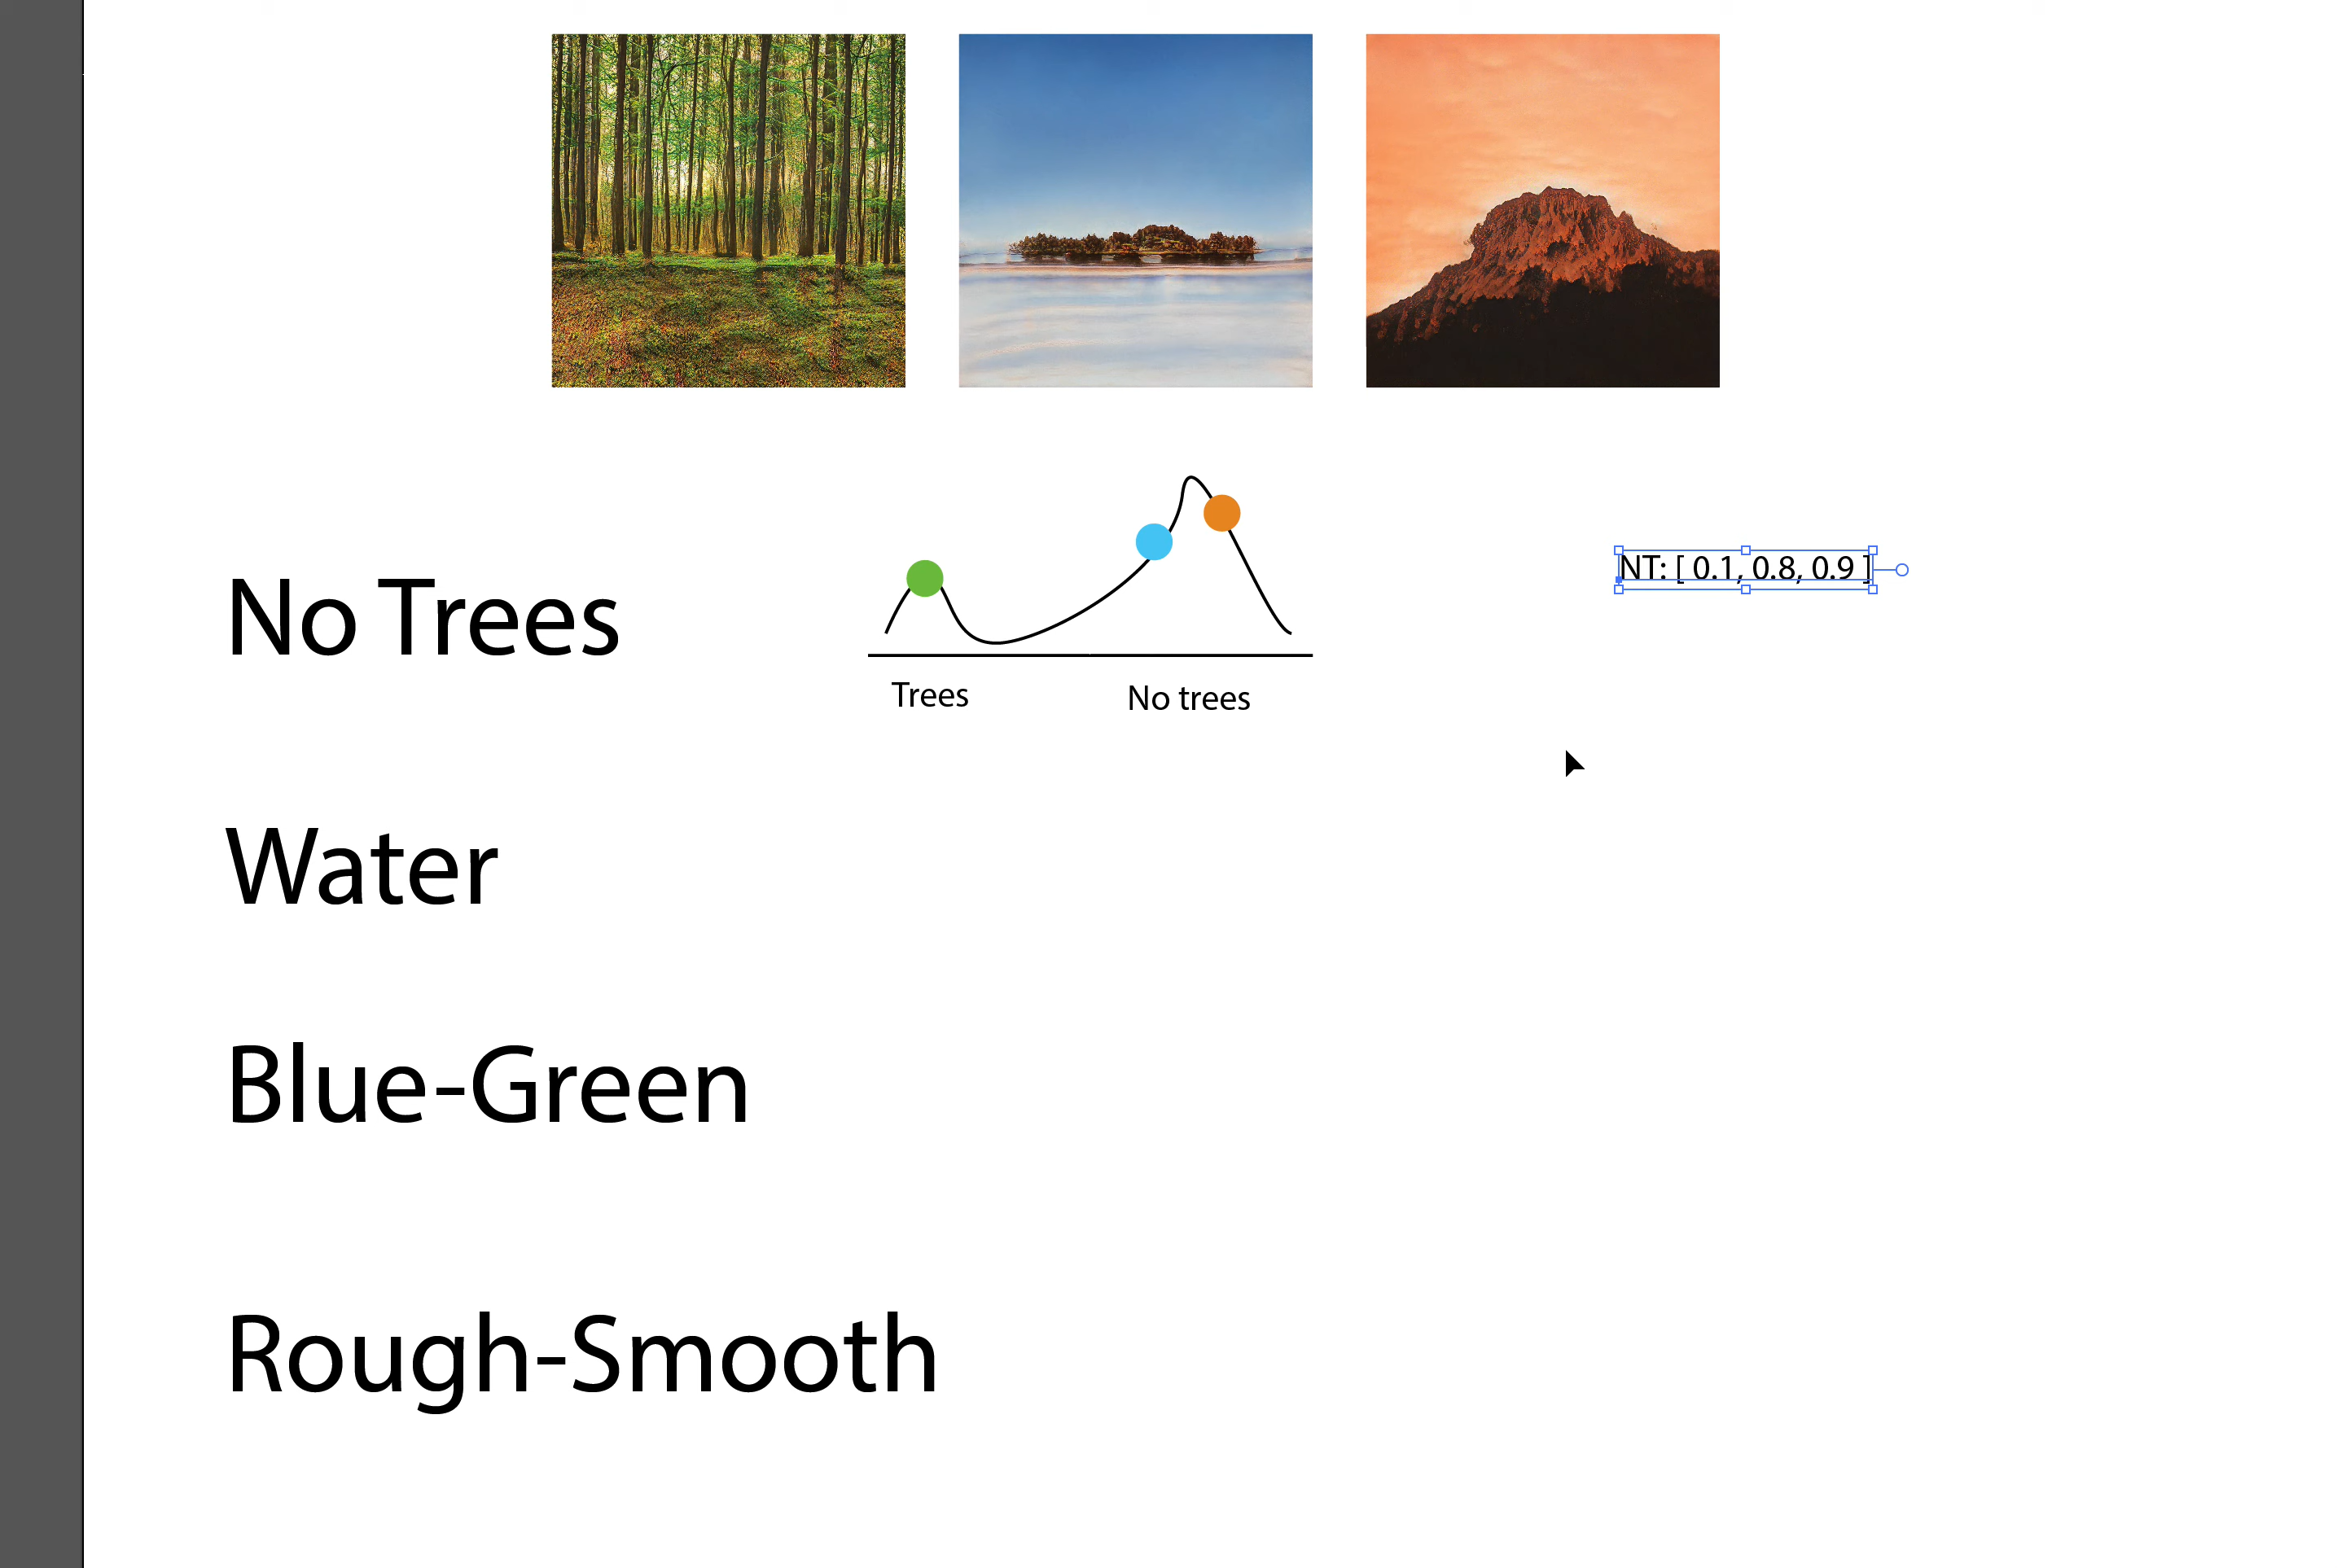 No Trees
Trees
No trees
NT: [ 0.1, 0.8, 0.9 ]
Water
Blue-Green
Rough-Smooth